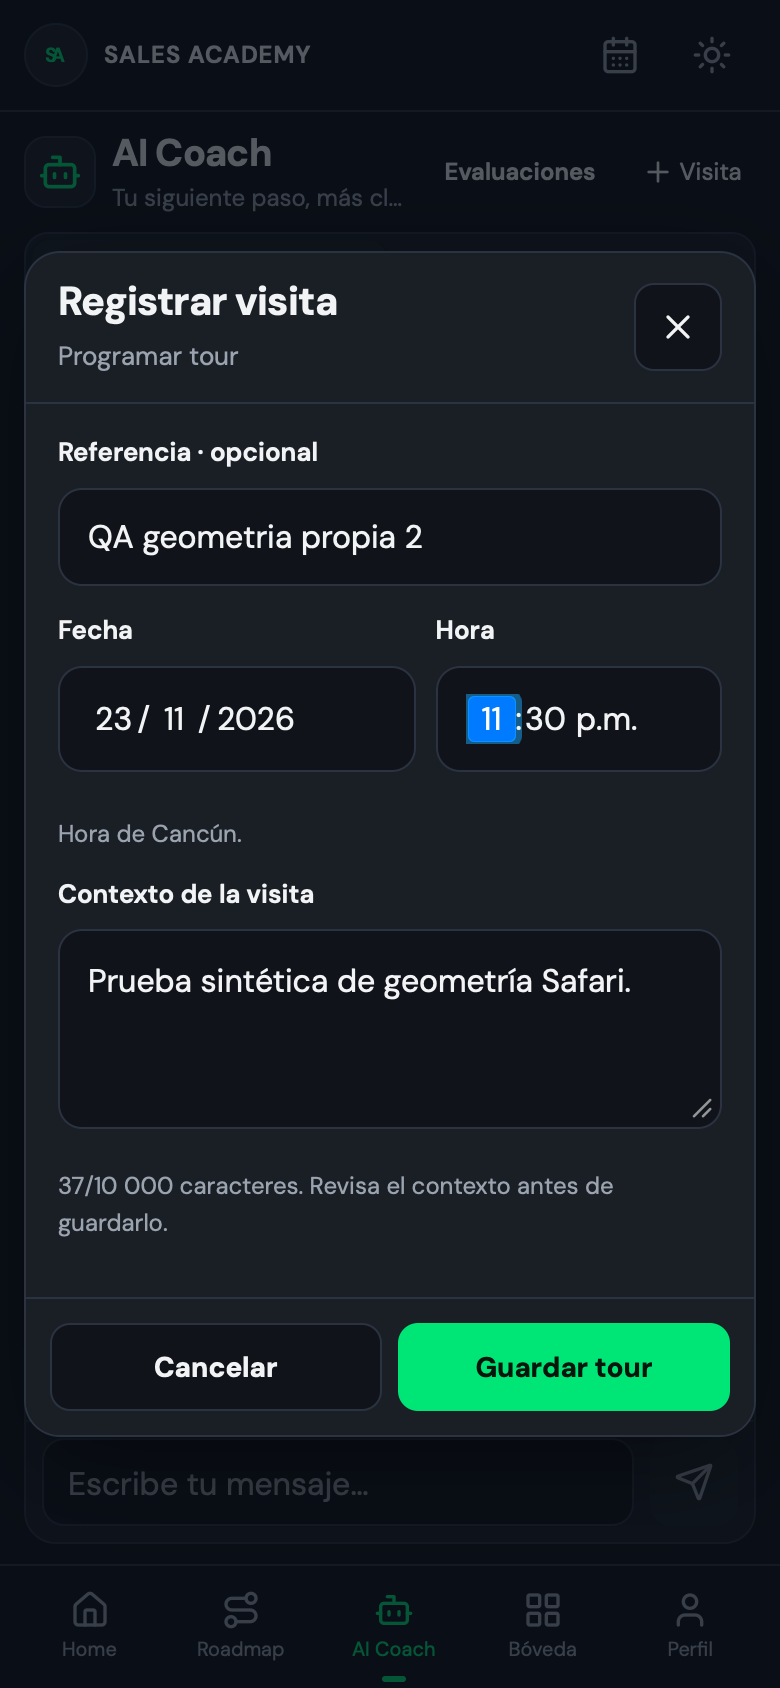 SA SALES ACADEMY
AI Coach
Tu siguiente paso, más cl...
Evaluaciones
+ Visita
Registrar visita
Programar tour
Referencia · opcional
QA geometria propia 2
Fecha
Hora
23/ 11 /2026
11:30 p.m.
Hora de Cancún.
Contexto de la visita
Prueba sintética de geometría Safari.
37/10 000 caracteres. Revisa el contexto antes de
guardarlo.
Cancelar
Guardar tour
Escribe tu mensaje...
Home
Roadmap
AI Coach
Bóveda
Perfil